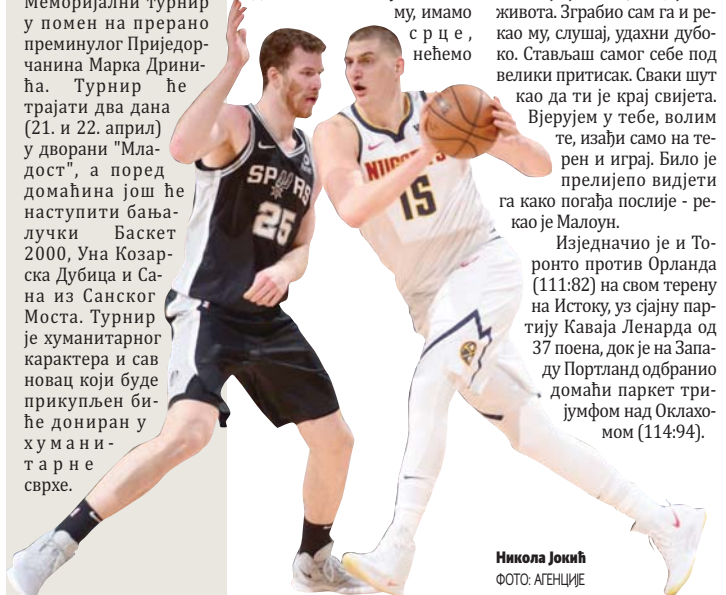 Меморијални турнир
у помен на прерано
преминулог Приједор-
чанина Марка Дрини-
ћа. Турнир ће
трајати два дана
(21. и 22. април)
у дворани "Мла-
дост", а поред
домаћина још ће
наступити бања-
лучки Баскет
2000, Уна Козар-
ска Дубица и Са-
на из Санског
Моста. Турнир
је хуманитарног
карактера и сав
новац који буде
прикупљен би-
ће дониран у
хумани-
тарне
сврхе.
му, имамо
срце,
нећемо
живота. Зграбио сам га и ре-
као му, слушај, удахни дубо-
ко. Стављаш самог себе под
велики притисак. Сваки шут
као да ти је крај свијета.
Вјерујем у тебе, волим
те, изађи само на те-
рен и играј. Било је
прелијепо видјети
га како погађа послије - ре-
као је Малоун.
Изједначио је и То-
ронто против Орланда
(111:82) на свом терену
на Истоку, уз сјајну пар-
тију Каваја Ленарда од
37 поена, док је на Запа-
ду Портланд одбранио
домаћи паркет три-
јумфом над Оклахо-
мом (114:94).
SPURS
25
NUGGETS
15
Никола Јокић
ФОТО: АГЕНЦИЈЕ